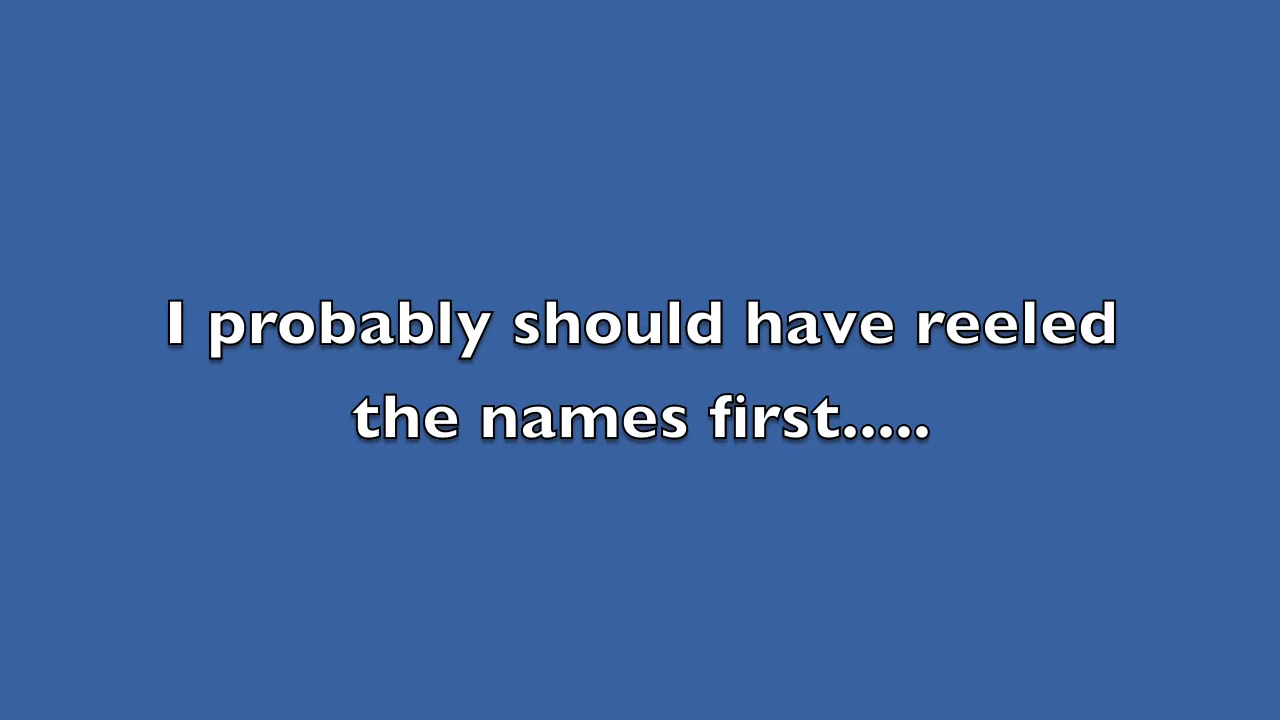 I probably should have reeled
the names first.....